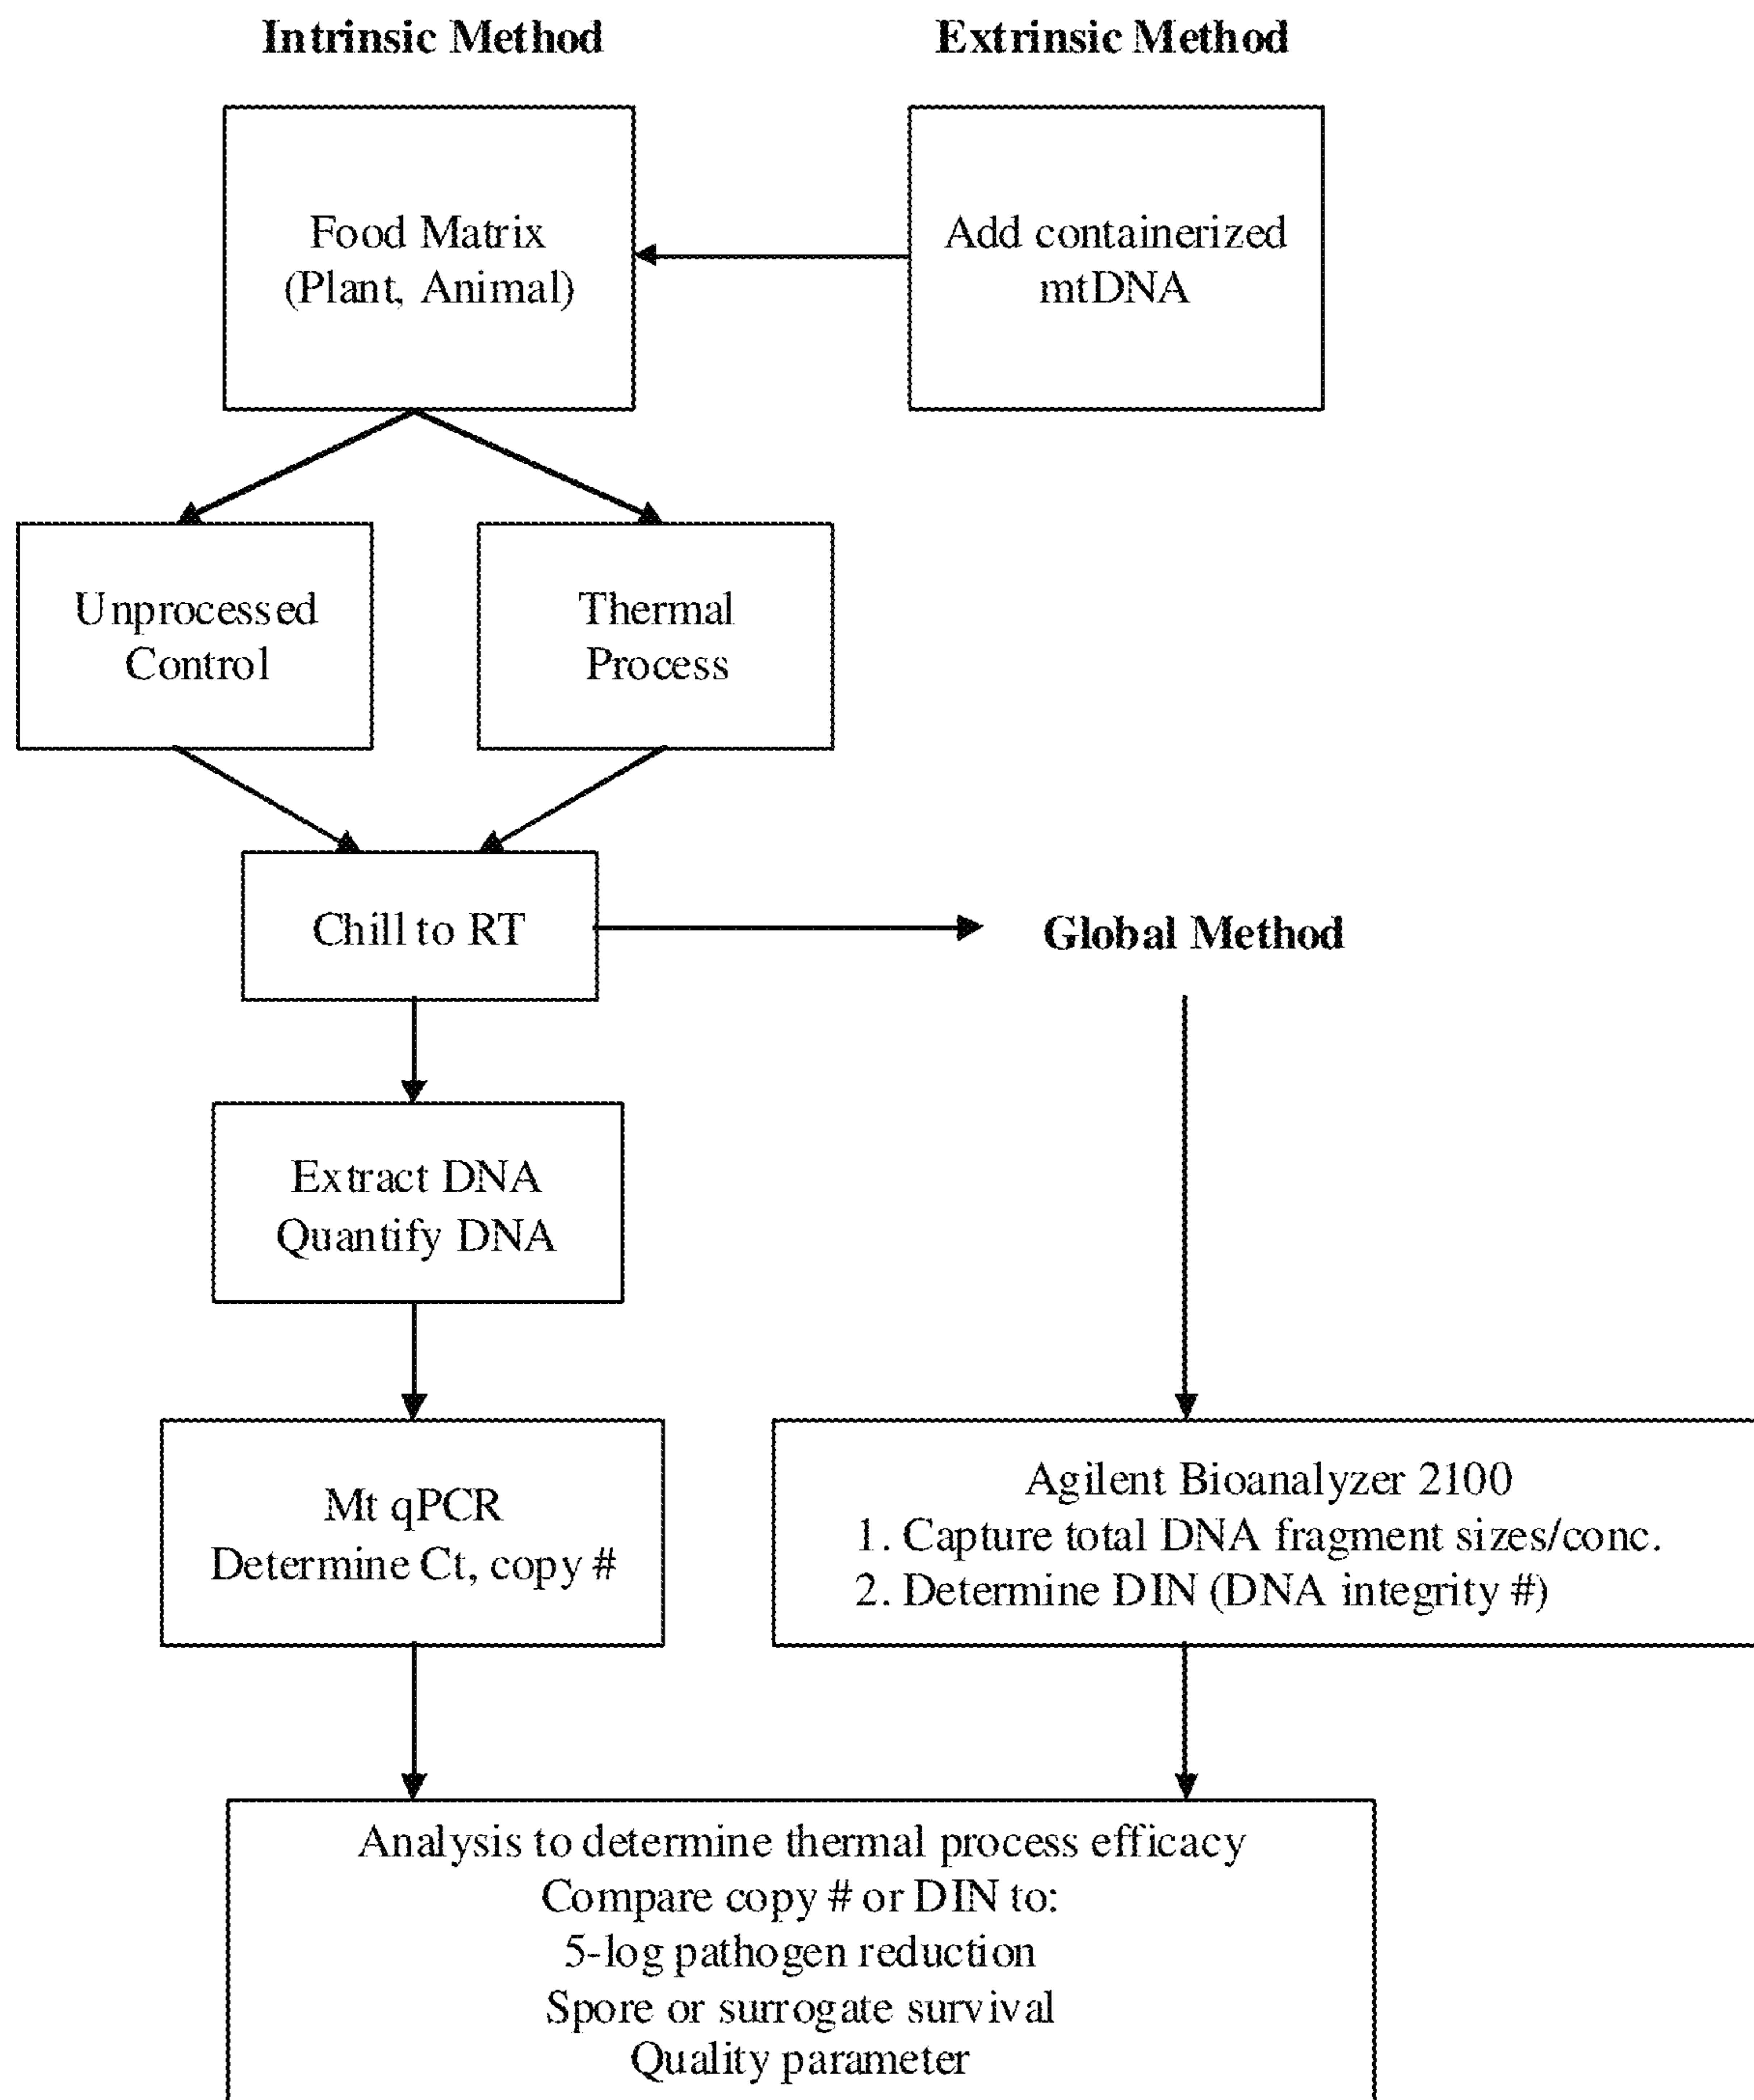 Intrinsic Method
Extrinsic Method
Food Matrix
(Plant, Animal)
Add containerized
mtDNA
Unprocessed
Control
Thermal
Process
Chill to RT
Global Method
Extract DNA
Quantify DNA
Mt qPCR
Determine Ct, copy #
Agilent Bioanalyzer 2100
1. Capture total DNA fragment sizes/conc.
2. Determine DIN (DNA integrity #)
Analysis to determine thermal process efficacy
Compare copy # or DIN to:
5-log pathogen reduction
Spore or surrogate survival
Quality parameter